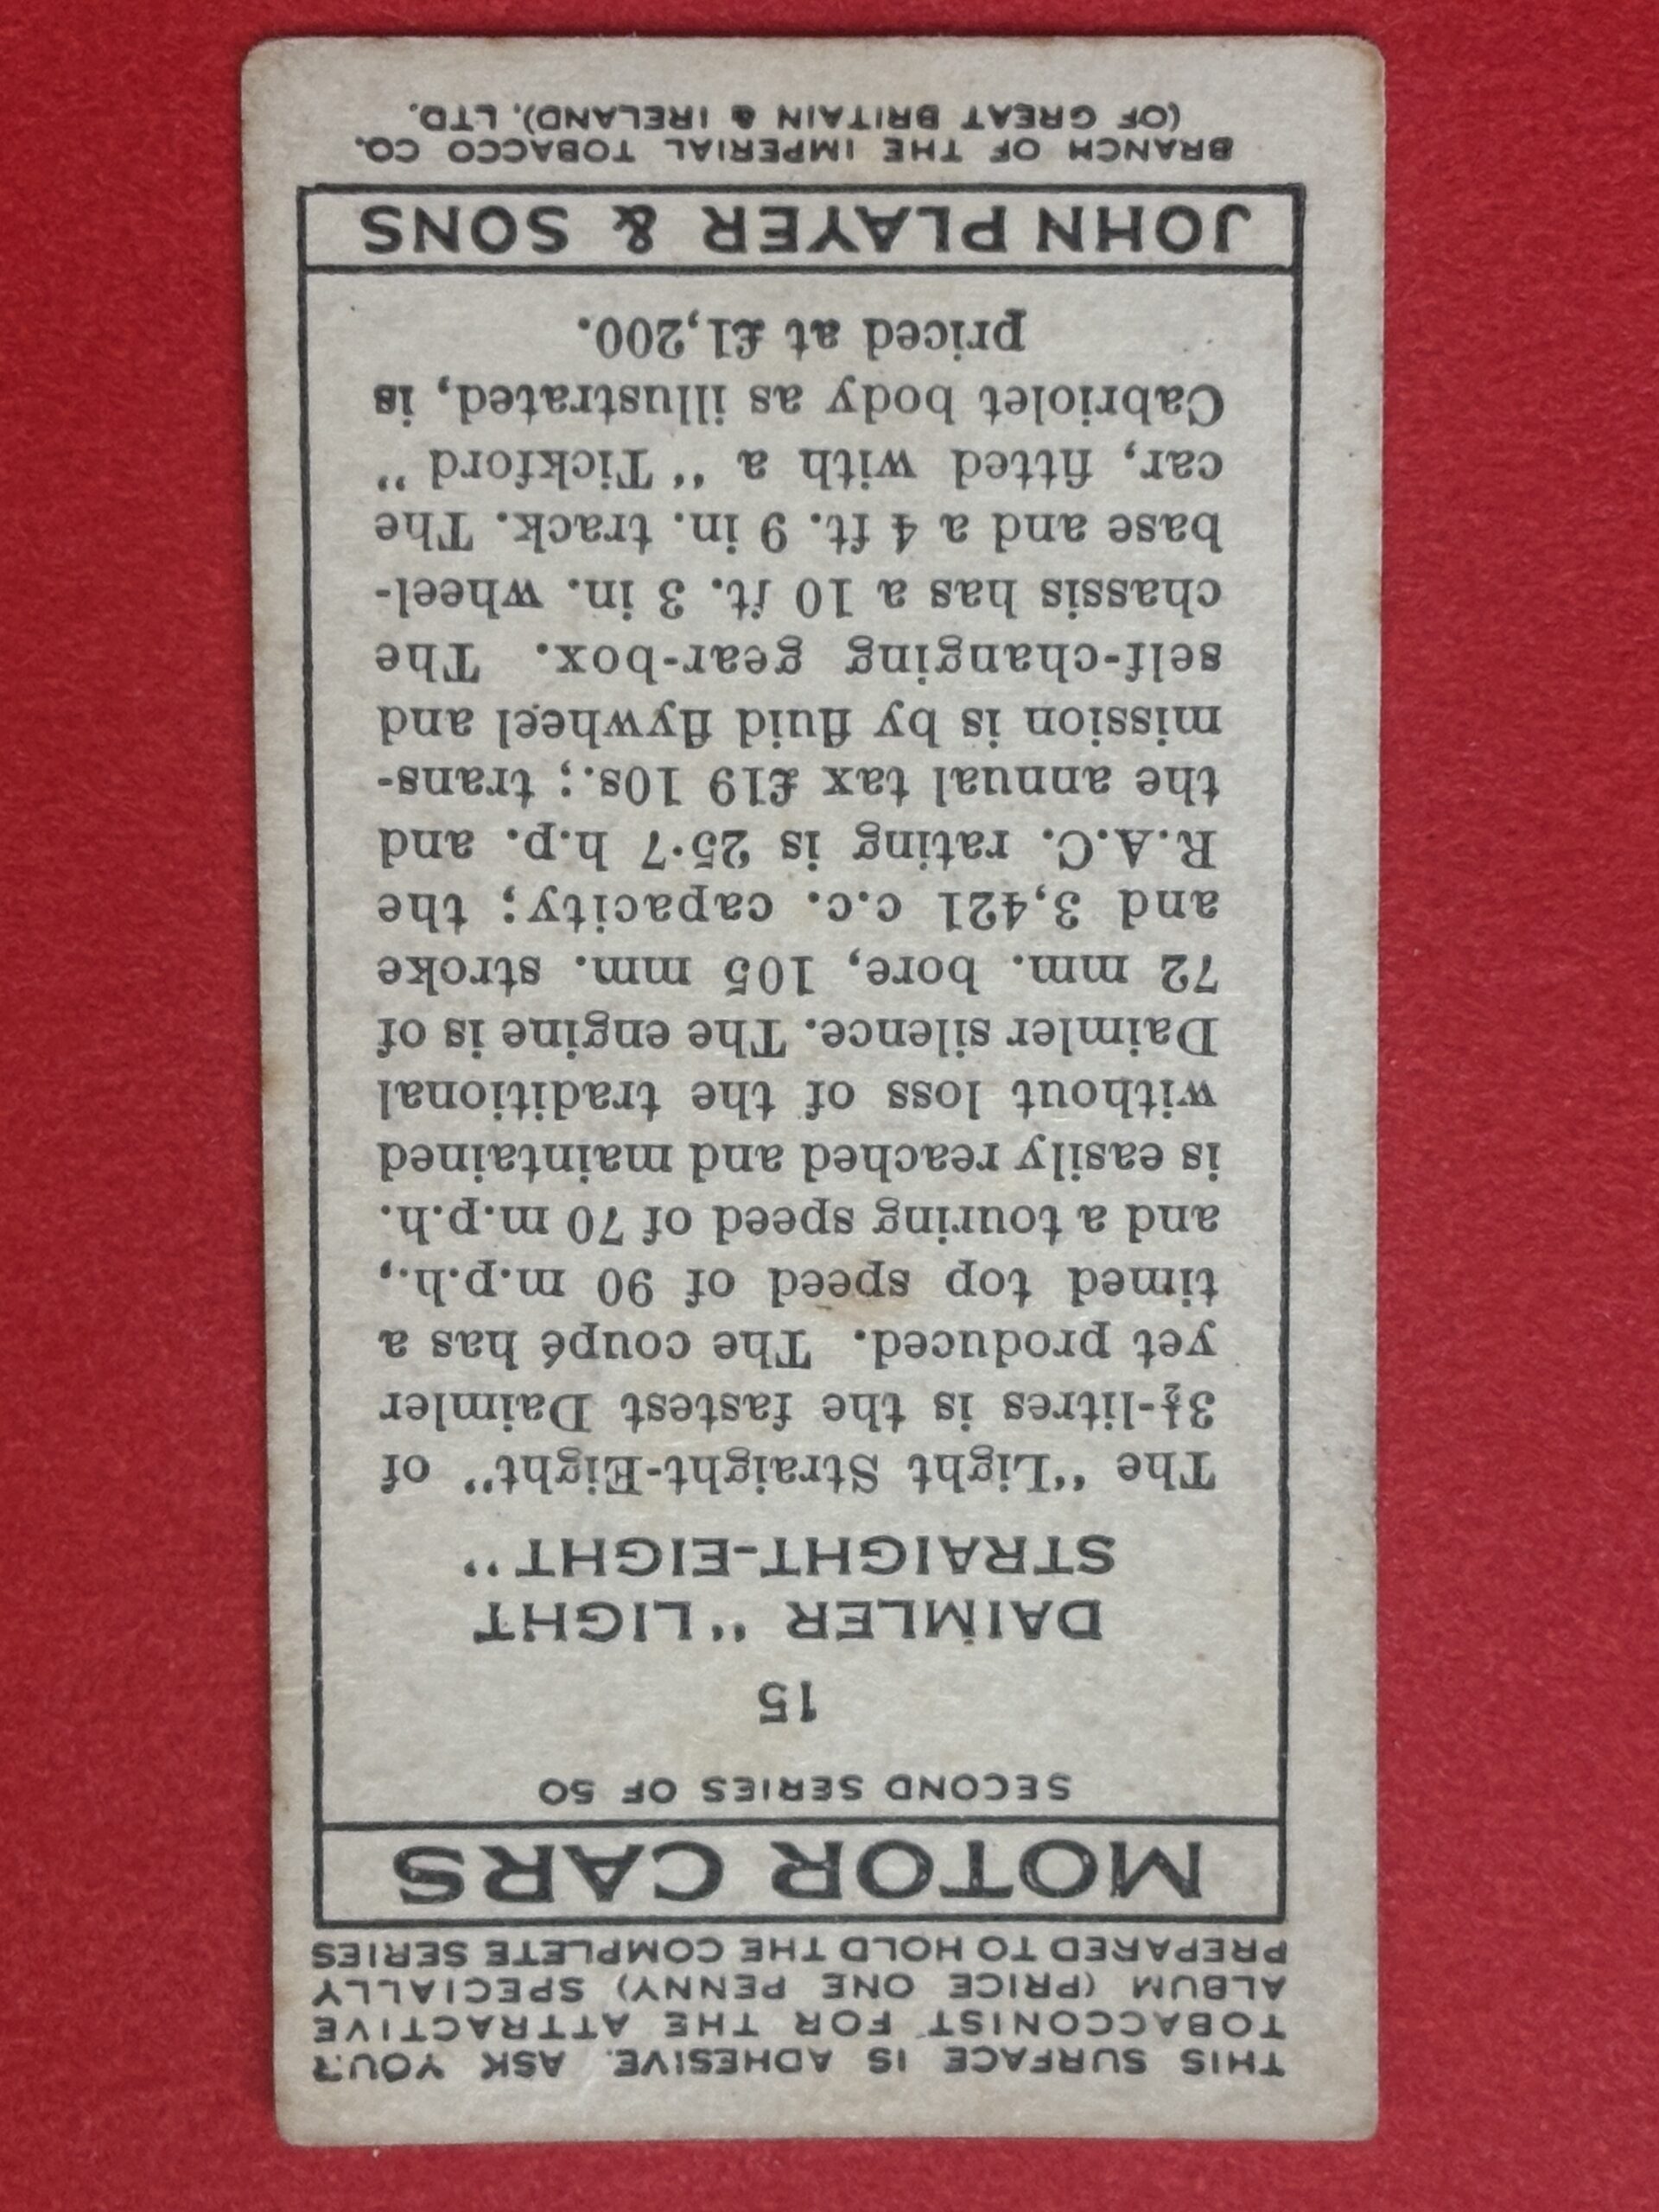 THIS SURFACE IS ADHESIVE. ASK YOUR
TOBACCONIST FOR THE ATTRACTIVE
ALBUM (PRICE ONE PENNY) SPECIALLY
PREPARED TO HOLD THE COMPLETE SERIES
MOTOR CARS
SECOND SERIES OF 50
15
DAIMLER "LIGHT
STRAIGHT-EIGHT"
The "Light Straight-Eight" of
3½-litres is the fastest Daimler
yet produced. The coupé has a
timed top speed of 90 m.p.h.,
and a touring speed of 70 m.p.h.
is easily reached and maintained
without loss of the traditional
Daimler silence. The engine is of
72 mm. bore, 105 mm. stroke
and 3,421 c.c. capacity; the
R.A.C. rating is 25·7 h.p. and
the annual tax £19 10s.; trans-
mission is by fluid flywheel and
self-changing gear-box. The
chassis has a 10 ft. 3 in. wheel-
base and a 4 ft. 9 in. track. The
car, fitted with a "Tickford"
Cabriolet body as illustrated, is
priced at £1,200.
JOHN PLAYER & SONS
BRANCH OF THE IMPERIAL TOBACCO CO.
(OF GREAT BRITAIN & IRELAND), LTD.